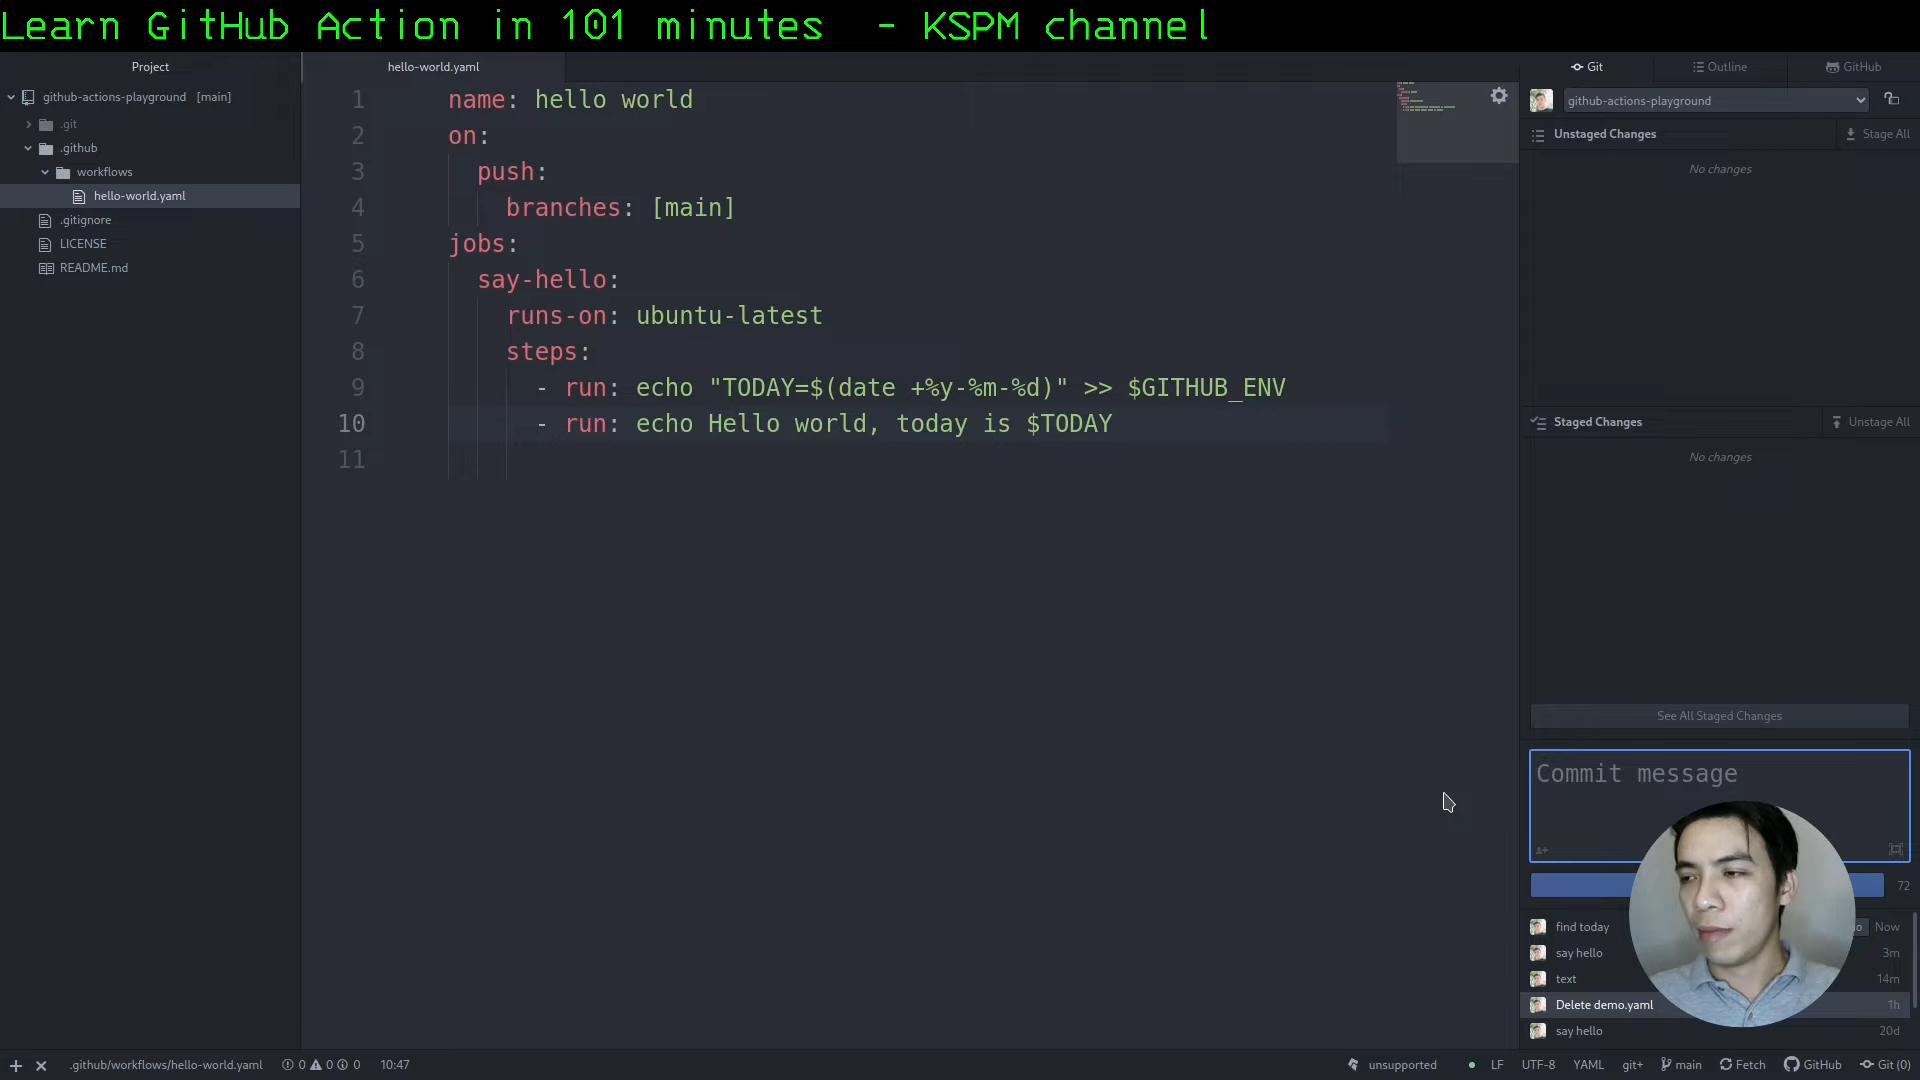 Learn GitHub Action in 101 minutes - KSPM channel
Project
github-actions-playground [main]
.git
.github
workflows
hello-world.yaml
.gitignore
LICENSE
README.md
hello-world.yaml
1 name: hello world
2 on:
3 push:
4 branches: [main]
5 jobs:
6 say-hello:
7 runs-on: ubuntu-latest
8 steps:
9 - run: echo "TODAY=$(date +%y-%m-%d)" >> $GITHUB_ENV
10 - run: echo Hello world, today is $TODAY
11
Git Outline GitHub
github-actions-playground
Unstaged Changes Stage All
No changes
Staged Changes Unstage All
No changes
See All Staged Changes
Commit message
72
find today Now
say hello 3m
text 14m
Delete demo.yaml 1h
say hello 20d
.github/workflows/hello-world.yaml 0 0 0 10:47 unsupported LF UTF-8 YAML git+ main Fetch GitHub Git (0)